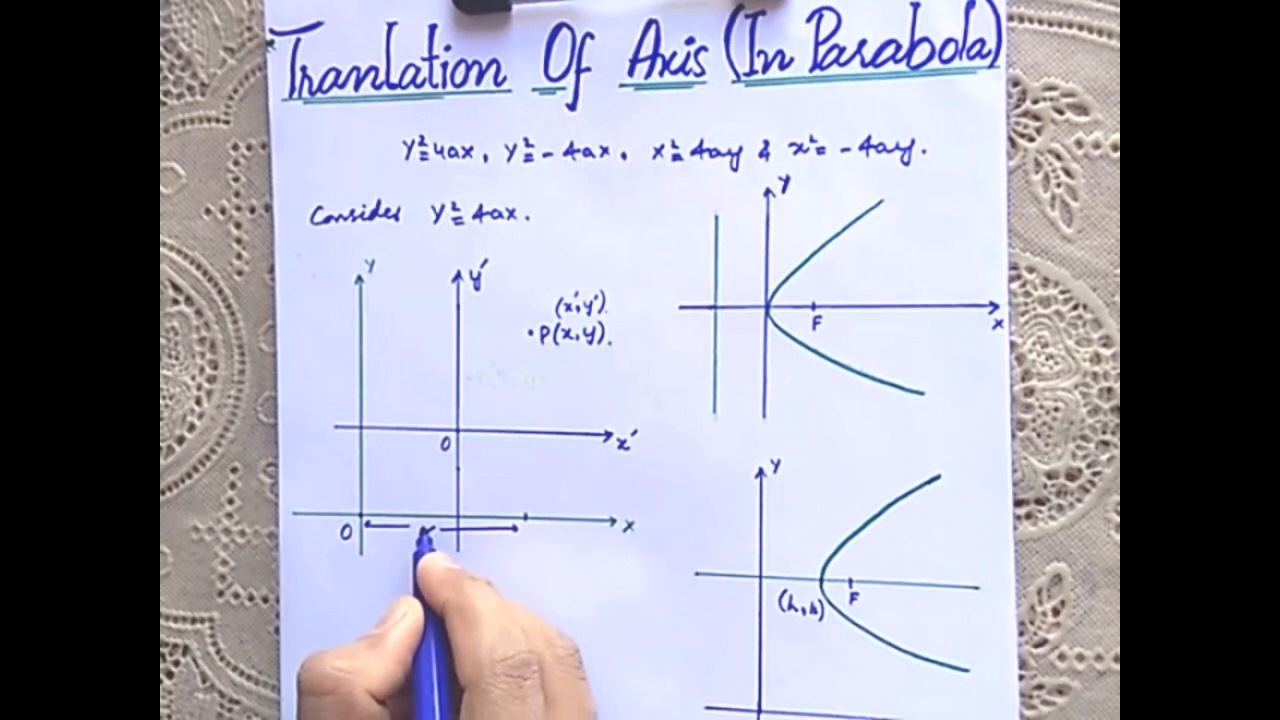 Tranlation Of Axis (In Parabola)
y²=4ax, y²=-4ax, x²=4ay & x²=-4ay.
Consider y²=4ax.
y
x
F
y
y'
(x',y').
P(x,y).
O
x'
O
x
x
y
(h,k)
F